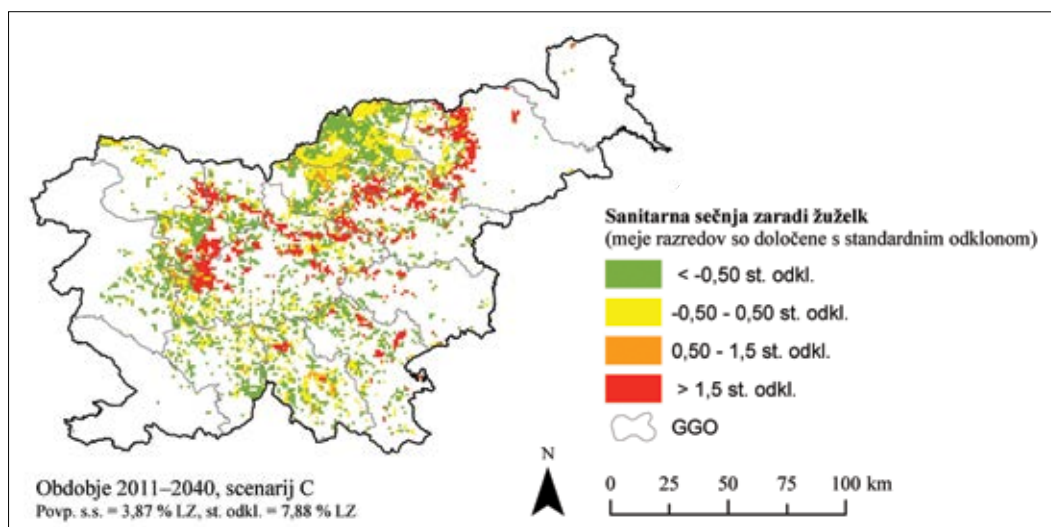 Sanitarna sečnja zaradi žuželk
(meje razredov so določene s standardnim odklonom)
< -0,50 st. odkl.
-0,50 - 0,50 st. odkl.
0,50 - 1,5 st. odkl.
> 1,5 st. odkl.
GGO
N
0 25 50 75 100 km
Obdobje 2011–2040, scenarij C
Povp. s.s. = 3,87 % LZ, st. odkl. = 7,88 % LZ